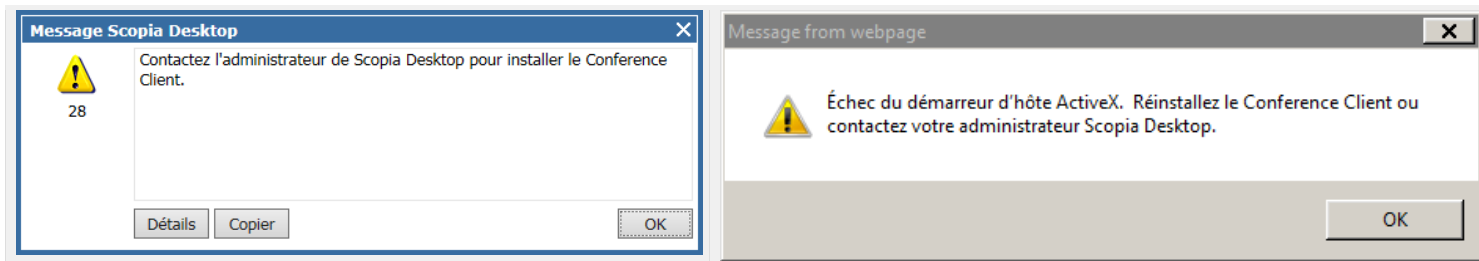 Message Scopia Desktop
Contactez l'administrateur de Scopia Desktop pour installer le Conference
Client.
28
Détails
Copier
OK
Message from webpage
Échec du démarreur d'hôte ActiveX. Réinstallez le Conference Client ou
contactez votre administrateur Scopia Desktop.
OK